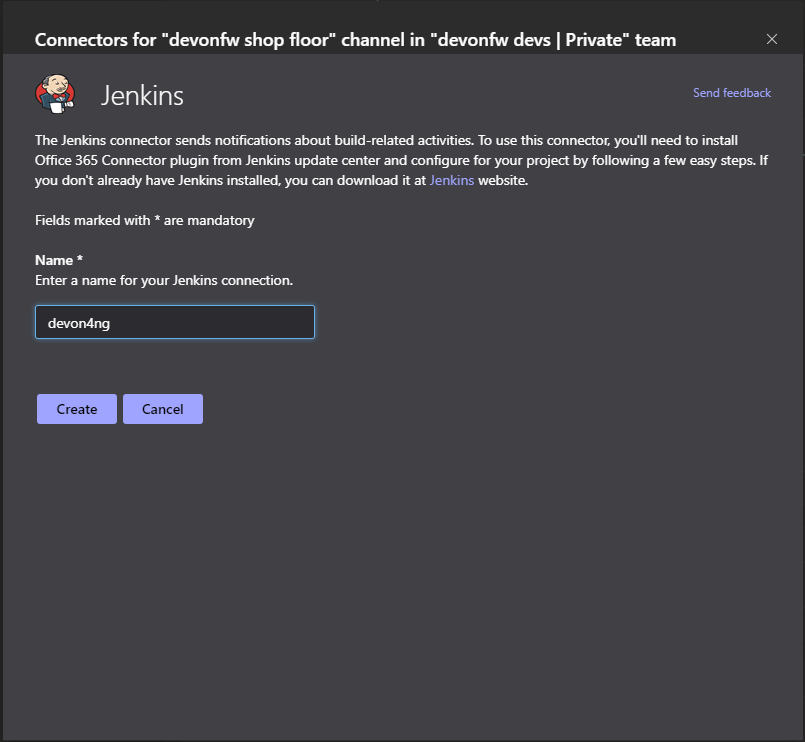 Connectors for "devonfw shop floor" channel in "devonfw devs | Private" team
Jenkins
Send feedback
The Jenkins connector sends notifications about build-related activities. To use this connector, you'll need to install
Office 365 Connector plugin from Jenkins update center and configure for your project by following a few easy steps. If
you don't already have Jenkins installed, you can download it at Jenkins website.
Fields marked with * are mandatory
Name *
Enter a name for your Jenkins connection.
devon4ng
Create Cancel